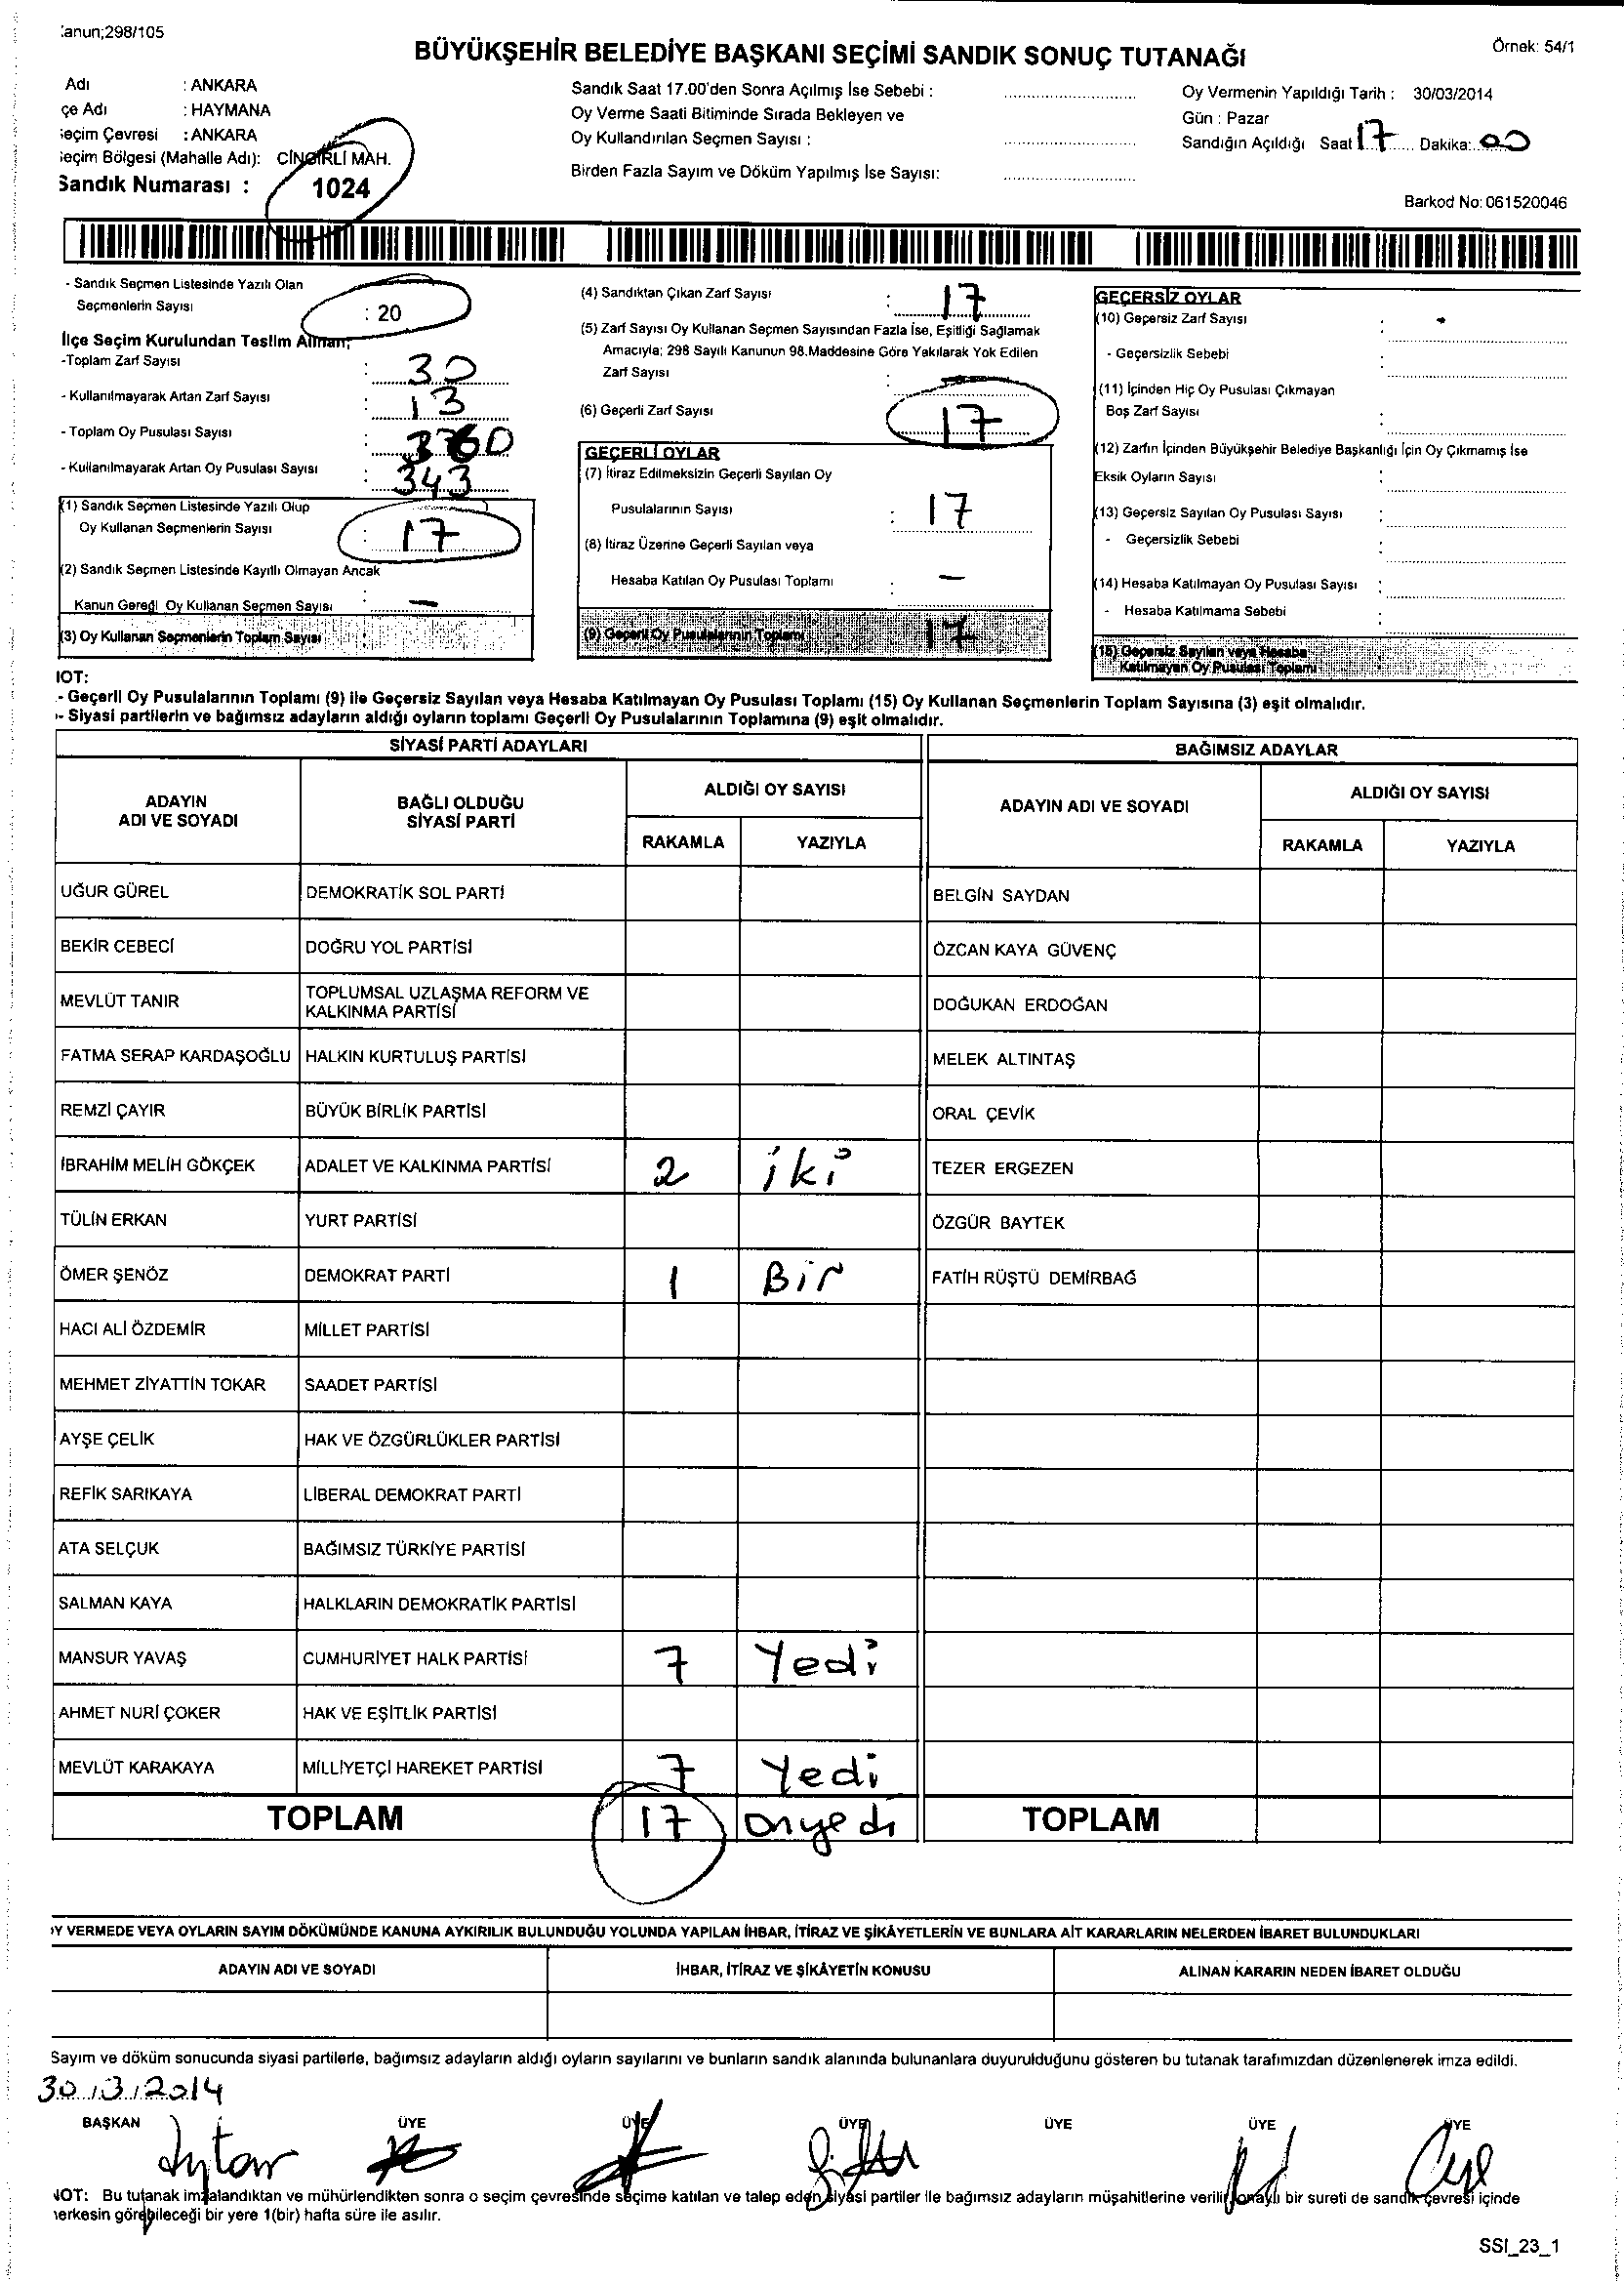 anun;298/105
Örnek: 54/1
BÜYÜKŞEHİR BELEDİYE BAŞKANI SEÇİMİ SANDIK SONUÇ TUTANAĞI
Adı : ANKARA
çe Adı : HAYMANA
eçim Çevresi : ANKARA
eçim Bölgesi (Mahalle Adı): CİNGİRLİ MAH.
Sandık Numarası : 1024
Sandık Saat 17.00'den Sonra Açılmış İse Sebebi :
Oy Verme Saati Bitiminde Sırada Bekleyen ve
Oy Kullandırılan Seçmen Sayısı :
Birden Fazla Sayım ve Döküm Yapılmış İse Sayısı:
Oy Vermenin Yapıldığı Tarih : 30/03/2014
Gün : Pazar
Sandığın Açıldığı Saat 17 Dakika: 00
Barkod No: 061520046
- Sandık Seçmen Listesinde Yazılı Olan
Seçmenlerin Sayısı : 20
İlçe Seçim Kurulundan Teslim Alınan;
-Toplam Zarf Sayısı : 30
- Kullanılmayarak Artan Zarf Sayısı : 13
- Toplam Oy Pusulası Sayısı : 360
- Kullanılmayarak Artan Oy Pusulası Sayısı : 343
(1) Sandık Seçmen Listesinde Yazılı Olup
Oy Kullanan Seçmenlerin Sayısı : 17
(2) Sandık Seçmen Listesinde Kayıtlı Olmayan Ancak
Kanun Gereği Oy Kullanan Seçmen Sayısı : —
(3) Oy Kullanan Seçmenlerin Toplam Sayısı :
(4) Sandıktan Çıkan Zarf Sayısı : 17
(5) Zarf Sayısı Oy Kullanan Seçmen Sayısından Fazla İse, Eşitliği Sağlamak
Amacıyla; 298 Sayılı Kanunun 98.Maddesine Göre Yakılarak Yok Edilen
Zarf Sayısı : —
(6) Geçerli Zarf Sayısı : 17
GEÇERLİ OYLAR
(7) İtiraz Edilmeksizin Geçerli Sayılan Oy
Pusulalarının Sayısı : 17
(8) İtiraz Üzerine Geçerli Sayılan veya
Hesaba Katılan Oy Pusulası Toplamı : —
(9) Geçerli Oy Pusulalarının Toplamı : 17
GEÇERSİZ OYLAR
(10) Geçersiz Zarf Sayısı :
- Geçersizlik Sebebi :
(11) İçinden Hiç Oy Pusulası Çıkmayan
Boş Zarf Sayısı :
(12) Zarfın İçinden Büyükşehir Belediye Başkanlığı İçin Oy Çıkmamış İse
Eksik Oyların Sayısı :
(13) Geçersiz Sayılan Oy Pusulası Sayısı :
- Geçersizlik Sebebi :
(14) Hesaba Katılmayan Oy Pusulası Sayısı :
- Hesaba Katılmama Sebebi :
(15) Geçersiz Sayılan veya Hesaba
Katılmayan Oy Pusulası Toplamı :
NOT:
- Geçerli Oy Pusulalarının Toplamı (9) ile Geçersiz Sayılan veya Hesaba Katılmayan Oy Pusulası Toplamı (15) Oy Kullanan Seçmenlerin Toplam Sayısına (3) eşit olmalıdır.
- Siyasi partilerin ve bağımsız adayların aldığı oyların toplamı Geçerli Oy Pusulalarının Toplamına (9) eşit olmalıdır.
SİYASİ PARTİ ADAYLARI BAĞIMSIZ ADAYLAR
ADAYIN
ADI VE SOYADI
BAĞLI OLDUĞU
SİYASİ PARTİ
ALDIĞI OY SAYISI
RAKAMLA YAZIYLA
ADAYIN ADI VE SOYADI
ALDIĞI OY SAYISI
RAKAMLA YAZIYLA
UĞUR GÜREL DEMOKRATİK SOL PARTİ BELGİN SAYDAN
BEKİR CEBECİ DOĞRU YOL PARTİSİ ÖZCAN KAYA GÜVENÇ
MEVLÜT TANIR TOPLUMSAL UZLAŞMA REFORM VE
KALKINMA PARTİSİ DOĞUKAN ERDOĞAN
FATMA SERAP KARDAŞOĞLU HALKIN KURTULUŞ PARTİSİ MELEK ALTINTAŞ
REMZİ ÇAYIR BÜYÜK BİRLİK PARTİSİ ORAL ÇEVİK
İBRAHİM MELİH GÖKÇEK ADALET VE KALKINMA PARTİSİ 2 iki TEZER ERGEZEN
TÜLİN ERKAN YURT PARTİSİ ÖZGÜR BAYTEK
ÖMER ŞENÖZ DEMOKRAT PARTİ 1 Bir FATİH RÜŞTÜ DEMİRBAĞ
HACI ALİ ÖZDEMİR MİLLET PARTİSİ
MEHMET ZİYATTİN TOKAR SAADET PARTİSİ
AYŞE ÇELİK HAK VE ÖZGÜRLÜKLER PARTİSİ
REFİK SARIKAYA LİBERAL DEMOKRAT PARTİ
ATA SELÇUK BAĞIMSIZ TÜRKİYE PARTİSİ
SALMAN KAYA HALKLARIN DEMOKRATİK PARTİSİ
MANSUR YAVAŞ CUMHURİYET HALK PARTİSİ 7 Yedi
AHMET NURİ ÇOKER HAK VE EŞİTLİK PARTİSİ
MEVLÜT KARAKAYA MİLLİYETÇİ HAREKET PARTİSİ 7 Yedi
TOPLAM 17 onyedi TOPLAM
OY VERMEDE VEYA OYLARIN SAYIM DÖKÜMÜNDE KANUNA AYKIRILIK BULUNDUĞU YOLUNDA YAPILAN İHBAR, İTİRAZ VE ŞİKÂYETLERİN VE BUNLARA AİT KARARLARIN NELERDEN İBARET BULUNDUKLARI
ADAYIN ADI VE SOYADI İHBAR, İTİRAZ VE ŞİKÂYETİN KONUSU ALINAN KARARIN NEDEN İBARET OLDUĞU
Sayım ve döküm sonucunda siyasi partilerle, bağımsız adayların aldığı oyların sayılarını ve bunların sandık alanında bulunanlara duyurulduğunu gösteren bu tutanak tarafımızdan düzenlenerek imza edildi.
30/3/2014
BAŞKAN ÜYE ÜYE ÜYE ÜYE ÜYE ÜYE
NOT: Bu tutanak imzalandıktan ve mühürlendikten sonra o seçim çevresinde seçime katılan ve talep eden siyasi partiler ile bağımsız adayların müşahitlerine verilir, onaylı bir sureti de sandık çevresi içinde
herkesin görebileceği bir yere 1(bir) hafta süre ile asılır.
SSI_23_1